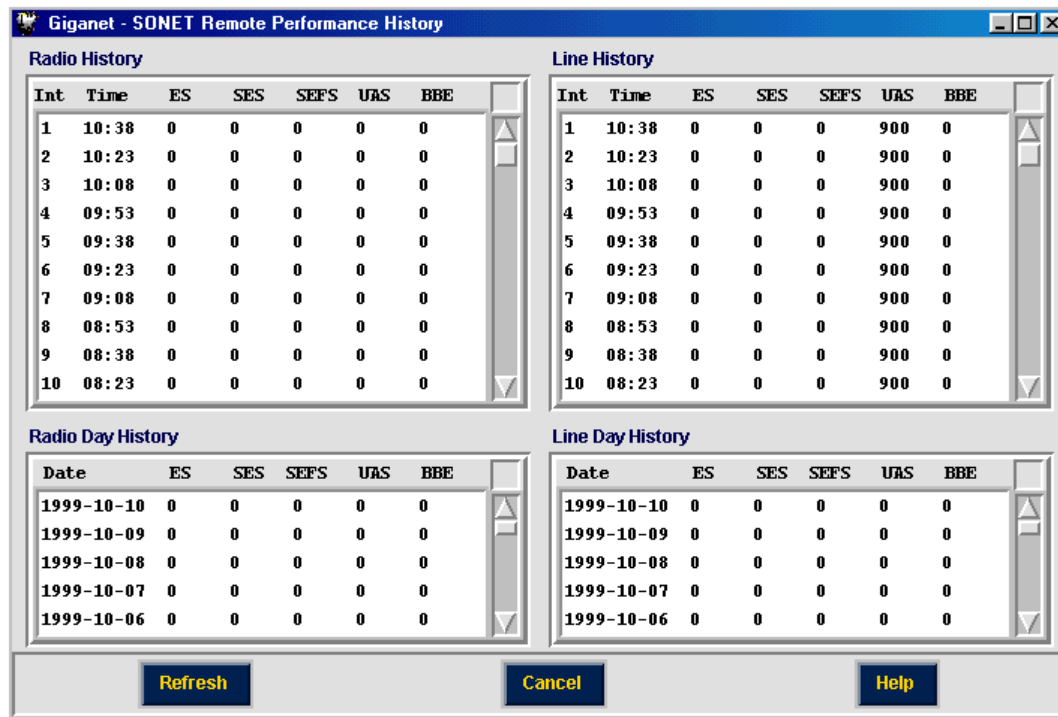 Giganet - SONET Remote Performance History
Radio History
Int Time ES SES SEFS UAS BBE
1 10:38 0 0 0 0 0
2 10:23 0 0 0 0 0
3 10:08 0 0 0 0 0
4 09:53 0 0 0 0 0
5 09:38 0 0 0 0 0
6 09:23 0 0 0 0 0
7 09:08 0 0 0 0 0
8 08:53 0 0 0 0 0
9 08:38 0 0 0 0 0
10 08:23 0 0 0 0 0
Line History
Int Time ES SES SEFS UAS BBE
1 10:38 0 0 0 900 0
2 10:23 0 0 0 900 0
3 10:08 0 0 0 900 0
4 09:53 0 0 0 900 0
5 09:38 0 0 0 900 0
6 09:23 0 0 0 900 0
7 09:08 0 0 0 900 0
8 08:53 0 0 0 900 0
9 08:38 0 0 0 900 0
10 08:23 0 0 0 900 0
Radio Day History
Date ES SES SEFS UAS BBE
1999-10-10 0 0 0 0 0
1999-10-09 0 0 0 0 0
1999-10-08 0 0 0 0 0
1999-10-07 0 0 0 0 0
1999-10-06 0 0 0 0 0
Line Day History
Date ES SES SEFS UAS BBE
1999-10-10 0 0 0 0 0
1999-10-09 0 0 0 0 0
1999-10-08 0 0 0 0 0
1999-10-07 0 0 0 0 0
1999-10-06 0 0 0 0 0
Refresh Cancel Help